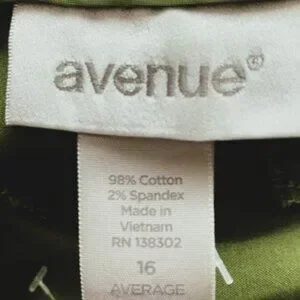 avenue®
98% Cotton
2% Spandex
Made in
Vietnam
RN 138302
16
AVERAGE